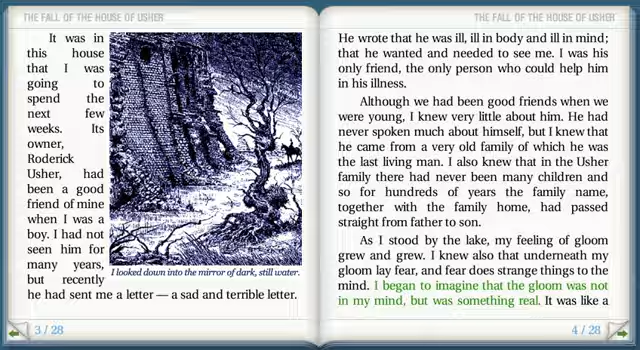 THE FALL OF THE HOUSE OF USHER
It was in
this house
that I was
going to
spend the
next few
weeks. Its
owner,
Roderick
Usher, had
been a good
friend of mine
when I was a
boy. I had not
seen him for
many years,
but recently
he had sent me a letter — a sad and terrible letter.
I looked down into the mirror of dark, still water.
3 / 28
THE FALL OF THE HOUSE OF USHER
He wrote that he was ill, ill in body and ill in mind;
that he wanted and needed to see me. I was his
only friend, the only person who could help him
in his illness.
Although we had been good friends when we
were young, I knew very little about him. He had
never spoken much about himself, but I knew that
he came from a very old family of which he was
the last living man. I also knew that in the Usher
family there had never been many children and
so for hundreds of years the family name,
together with the family home, had passed
straight from father to son.
As I stood by the lake, my feeling of gloom
grew and grew. I knew also that underneath my
gloom lay fear, and fear does strange things to the
mind. I began to imagine that the gloom was not
in my mind, but was something real. It was like a
4 / 28